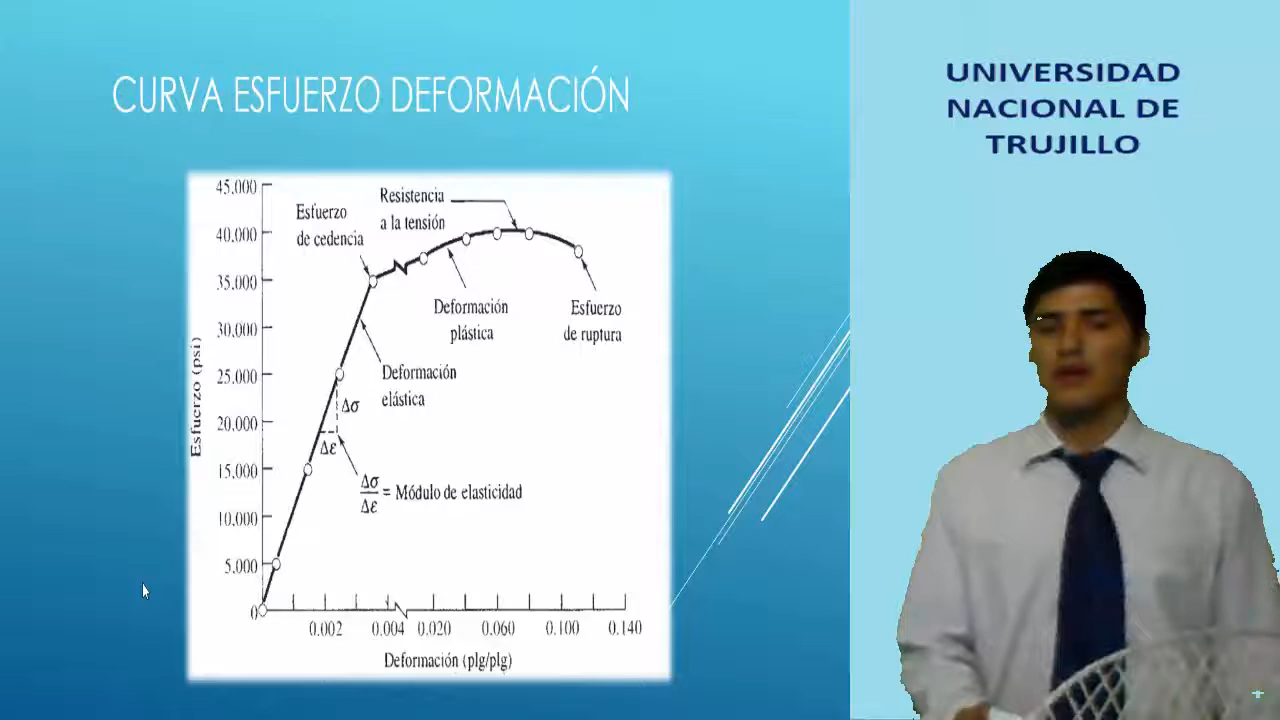 CURVA ESFUERZO DEFORMACIÓN
UNIVERSIDAD
NACIONAL DE
TRUJILLO
45,000
40,000
35,000
30,000
25,000
20,000
15,000
10,000
5,000
0
Esfuerzo (psi)
Esfuerzo
de cedencia
Resistencia
a la tensión
Deformación
plástica
Esfuerzo
de ruptura
Deformación
elástica
Δσ
Δε
Δσ
Δε
= Módulo de elasticidad
0.002
0.004
0.020
0.060
0.100
0.140
Deformación (plg/plg)